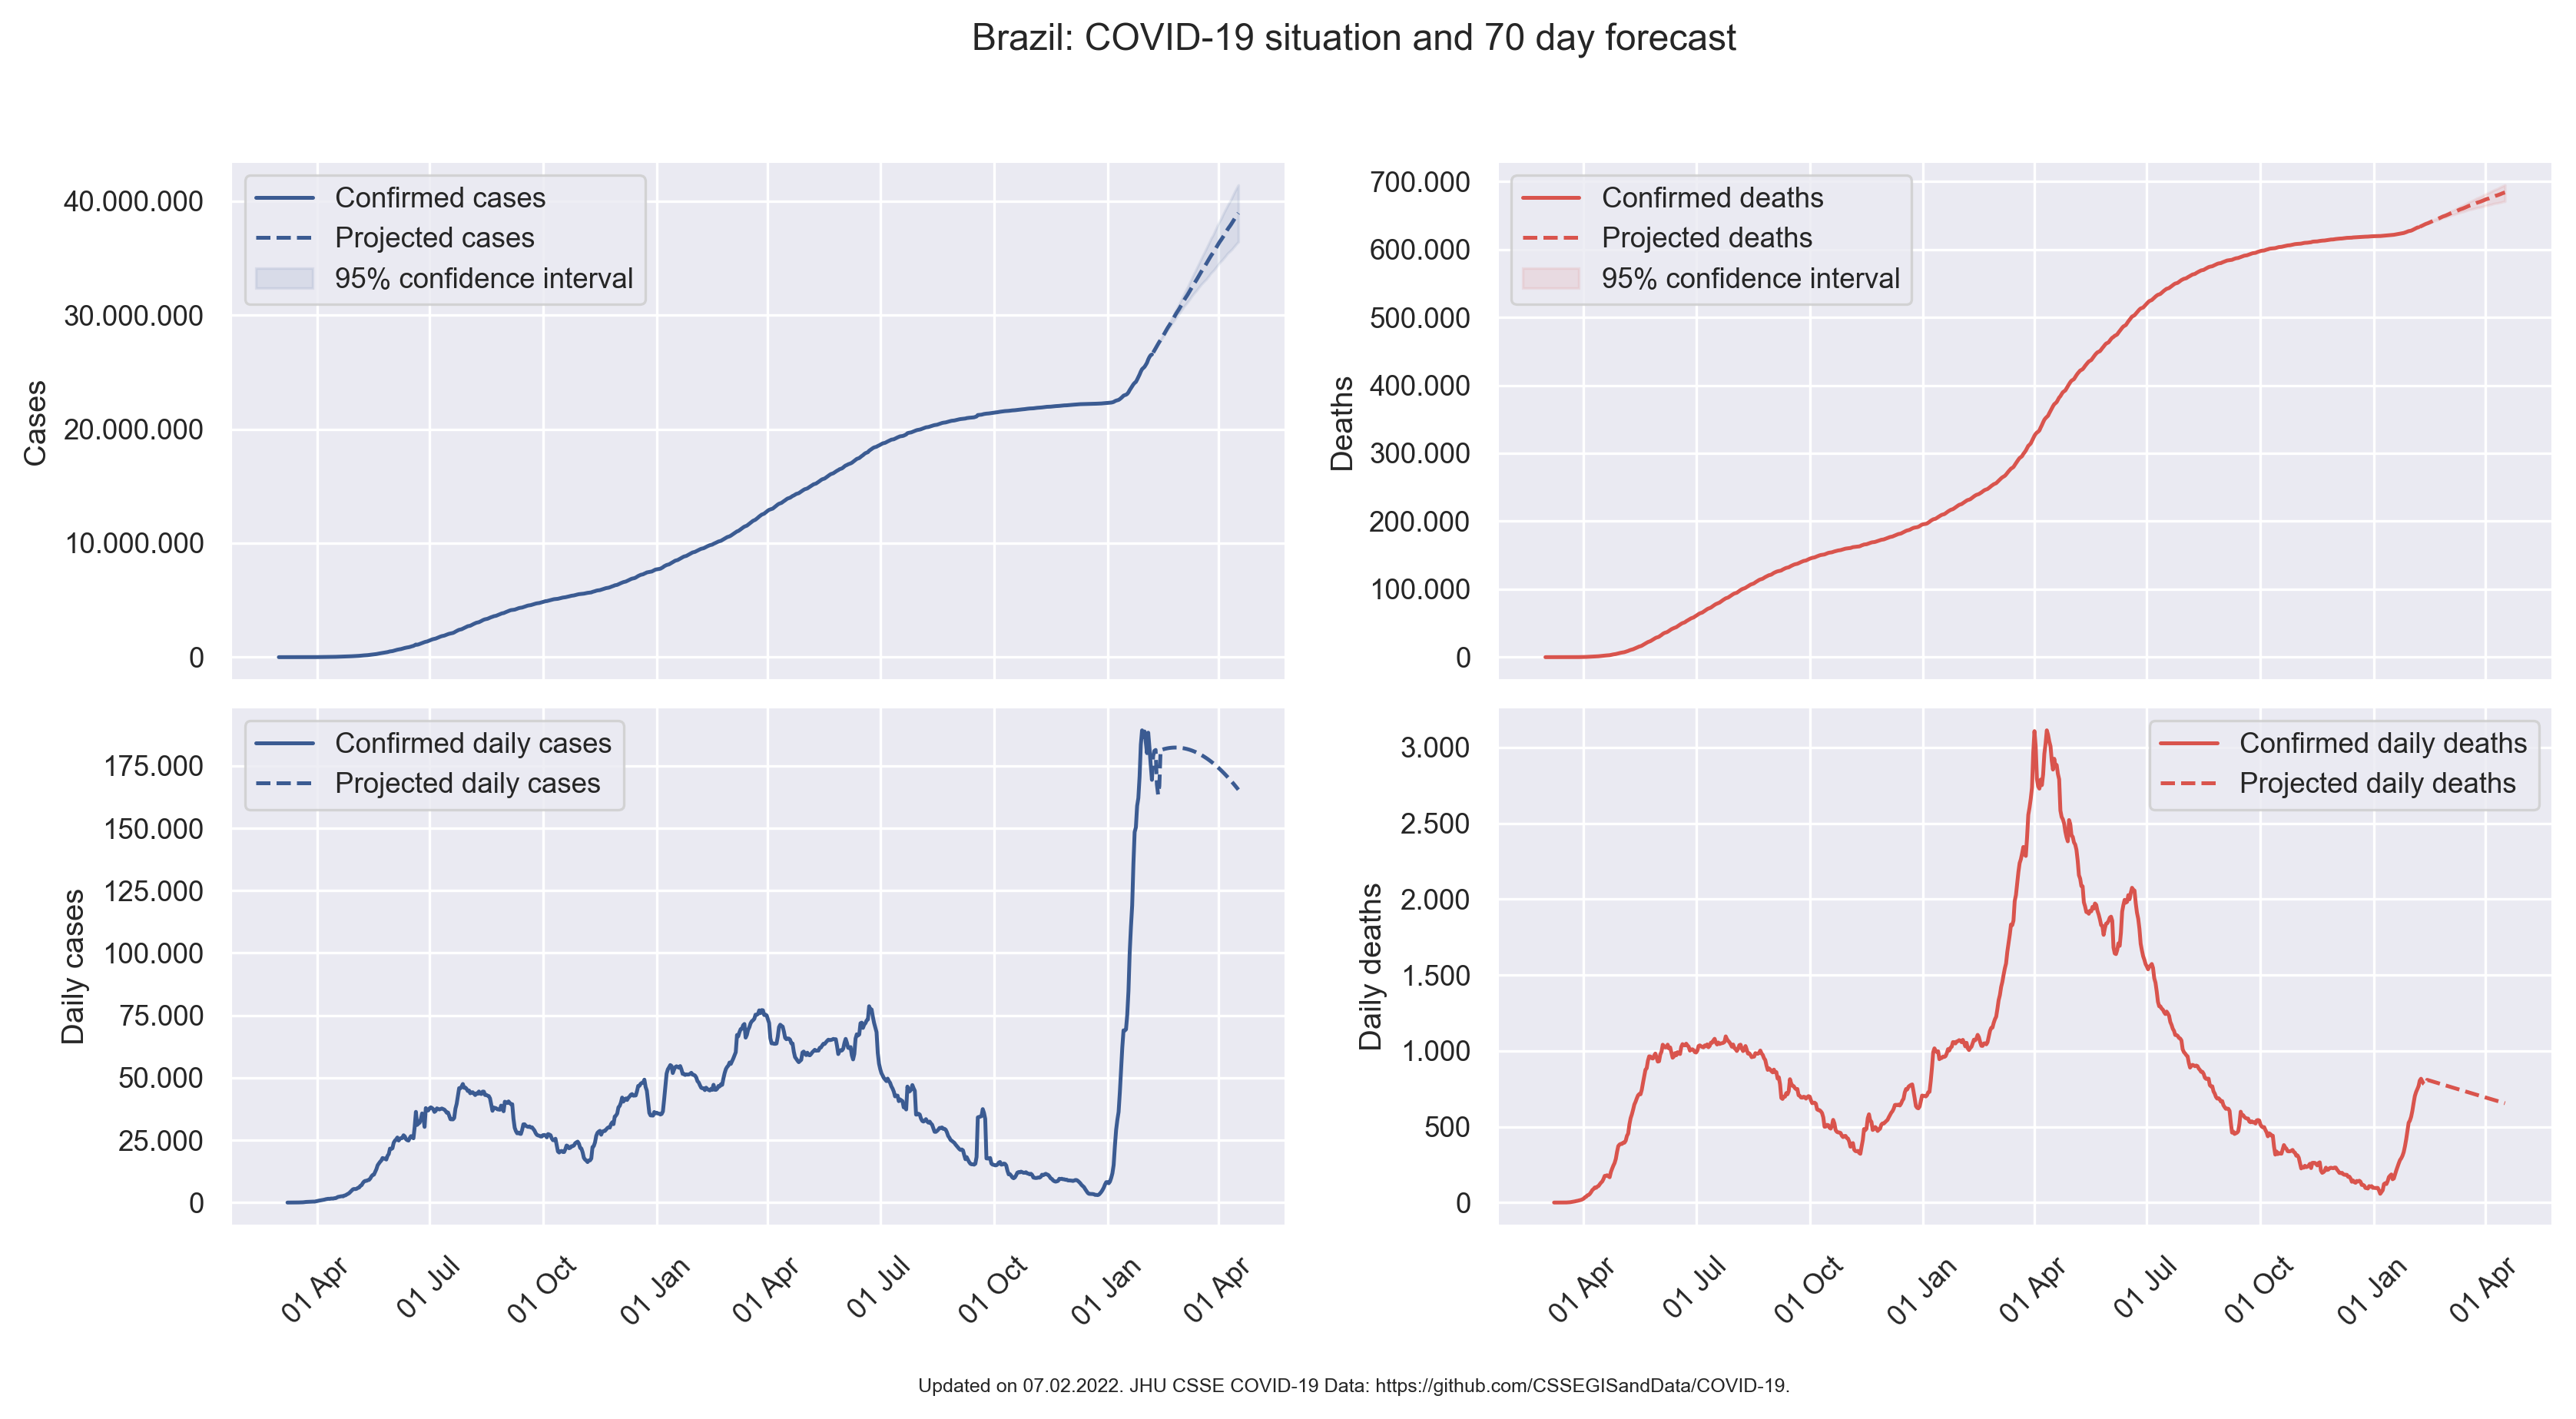 Brazil: COVID-19 situation and 70 day forecast
Confirmed cases
Projected cases
95% confidence interval
40.000.000
30.000.000
20.000.000
10.000.000
0
Cases
Confirmed deaths
Projected deaths
95% confidence interval
700.000
600.000
500.000
400.000
300.000
200.000
100.000
0
Deaths
Confirmed daily cases
Projected daily cases
175.000
150.000
125.000
100.000
75.000
50.000
25.000
0
Daily cases
01 Apr
01 Jul
01 Oct
01 Jan
01 Apr
01 Jul
01 Oct
01 Jan
01 Apr
Confirmed daily deaths
Projected daily deaths
3.000
2.500
2.000
1.500
1.000
500
0
Daily deaths
01 Apr
01 Jul
01 Oct
01 Jan
01 Apr
01 Jul
01 Oct
01 Jan
01 Apr
Updated on 07.02.2022. JHU CSSE COVID-19 Data: https://github.com/CSSEGISandData/COVID-19.